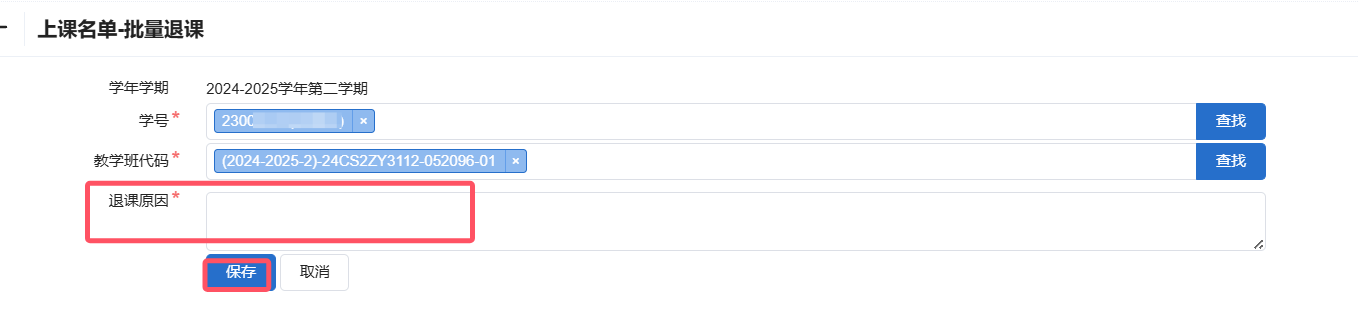 上课名单-批量退课
学年学期 2024-2025学年第二学期
学号* 2300 ) × 查找
教学班代码* (2024-2025-2)-24CS2ZY3112-052096-01 × 查找
退课原因*
保存 取消